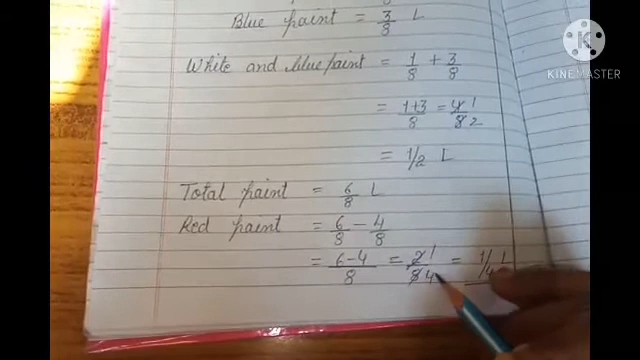 Blue paint = 3/8 L
KINEMASTER
White and blue paint = 1/8 + 3/8
= 1+3/8 = 4/8 1/2
= 1/2 L
Total paint = 6/8 L
Red paint = 6/8 - 4/8
= 6-4/8 = 2/8 1/4 = 1/4 L